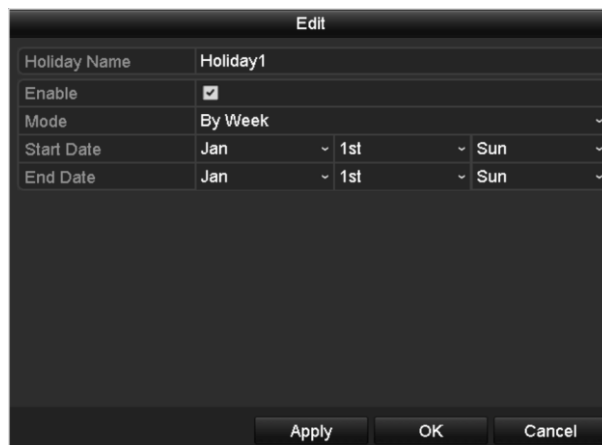 Edit
Holiday Name Holiday1
Enable
Mode By Week
Start Date Jan 1st Sun
End Date Jan 1st Sun
Apply OK Cancel